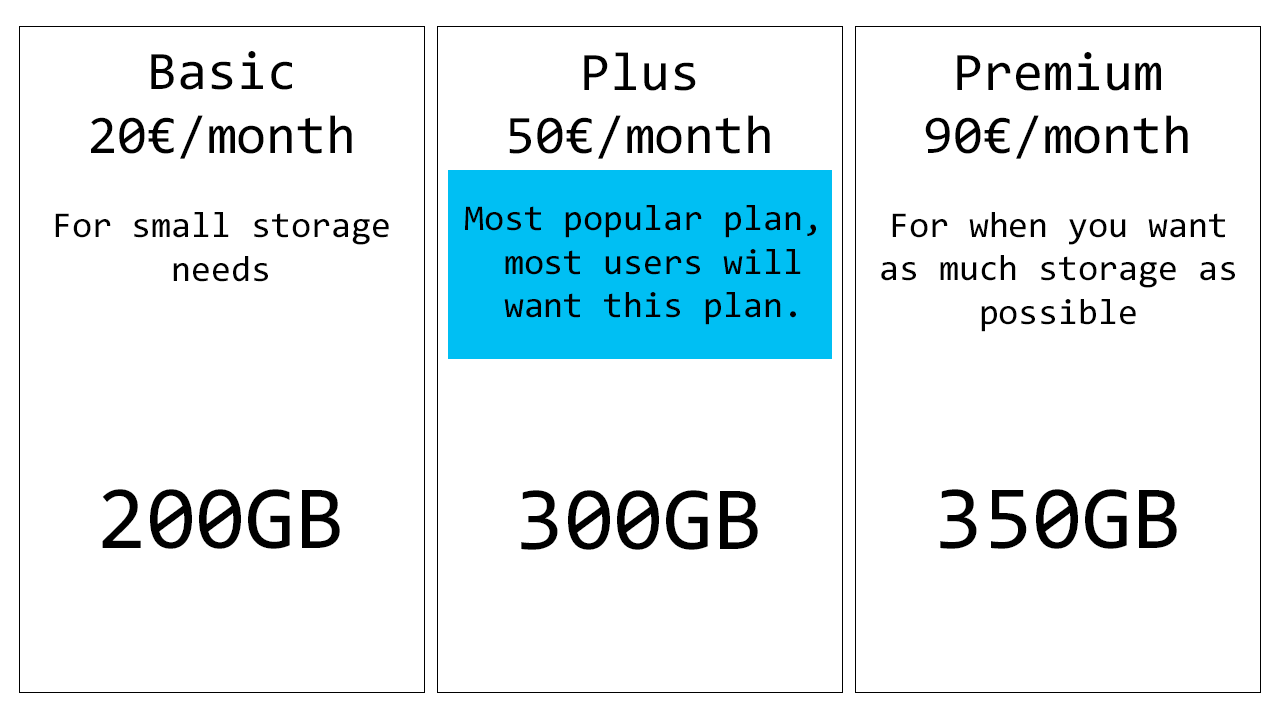 Basic
20€/month
For small storage
needs
200GB
Plus
50€/month
Most popular plan,
most users will
want this plan.
300GB
Premium
90€/month
For when you want
as much storage as
possible
350GB